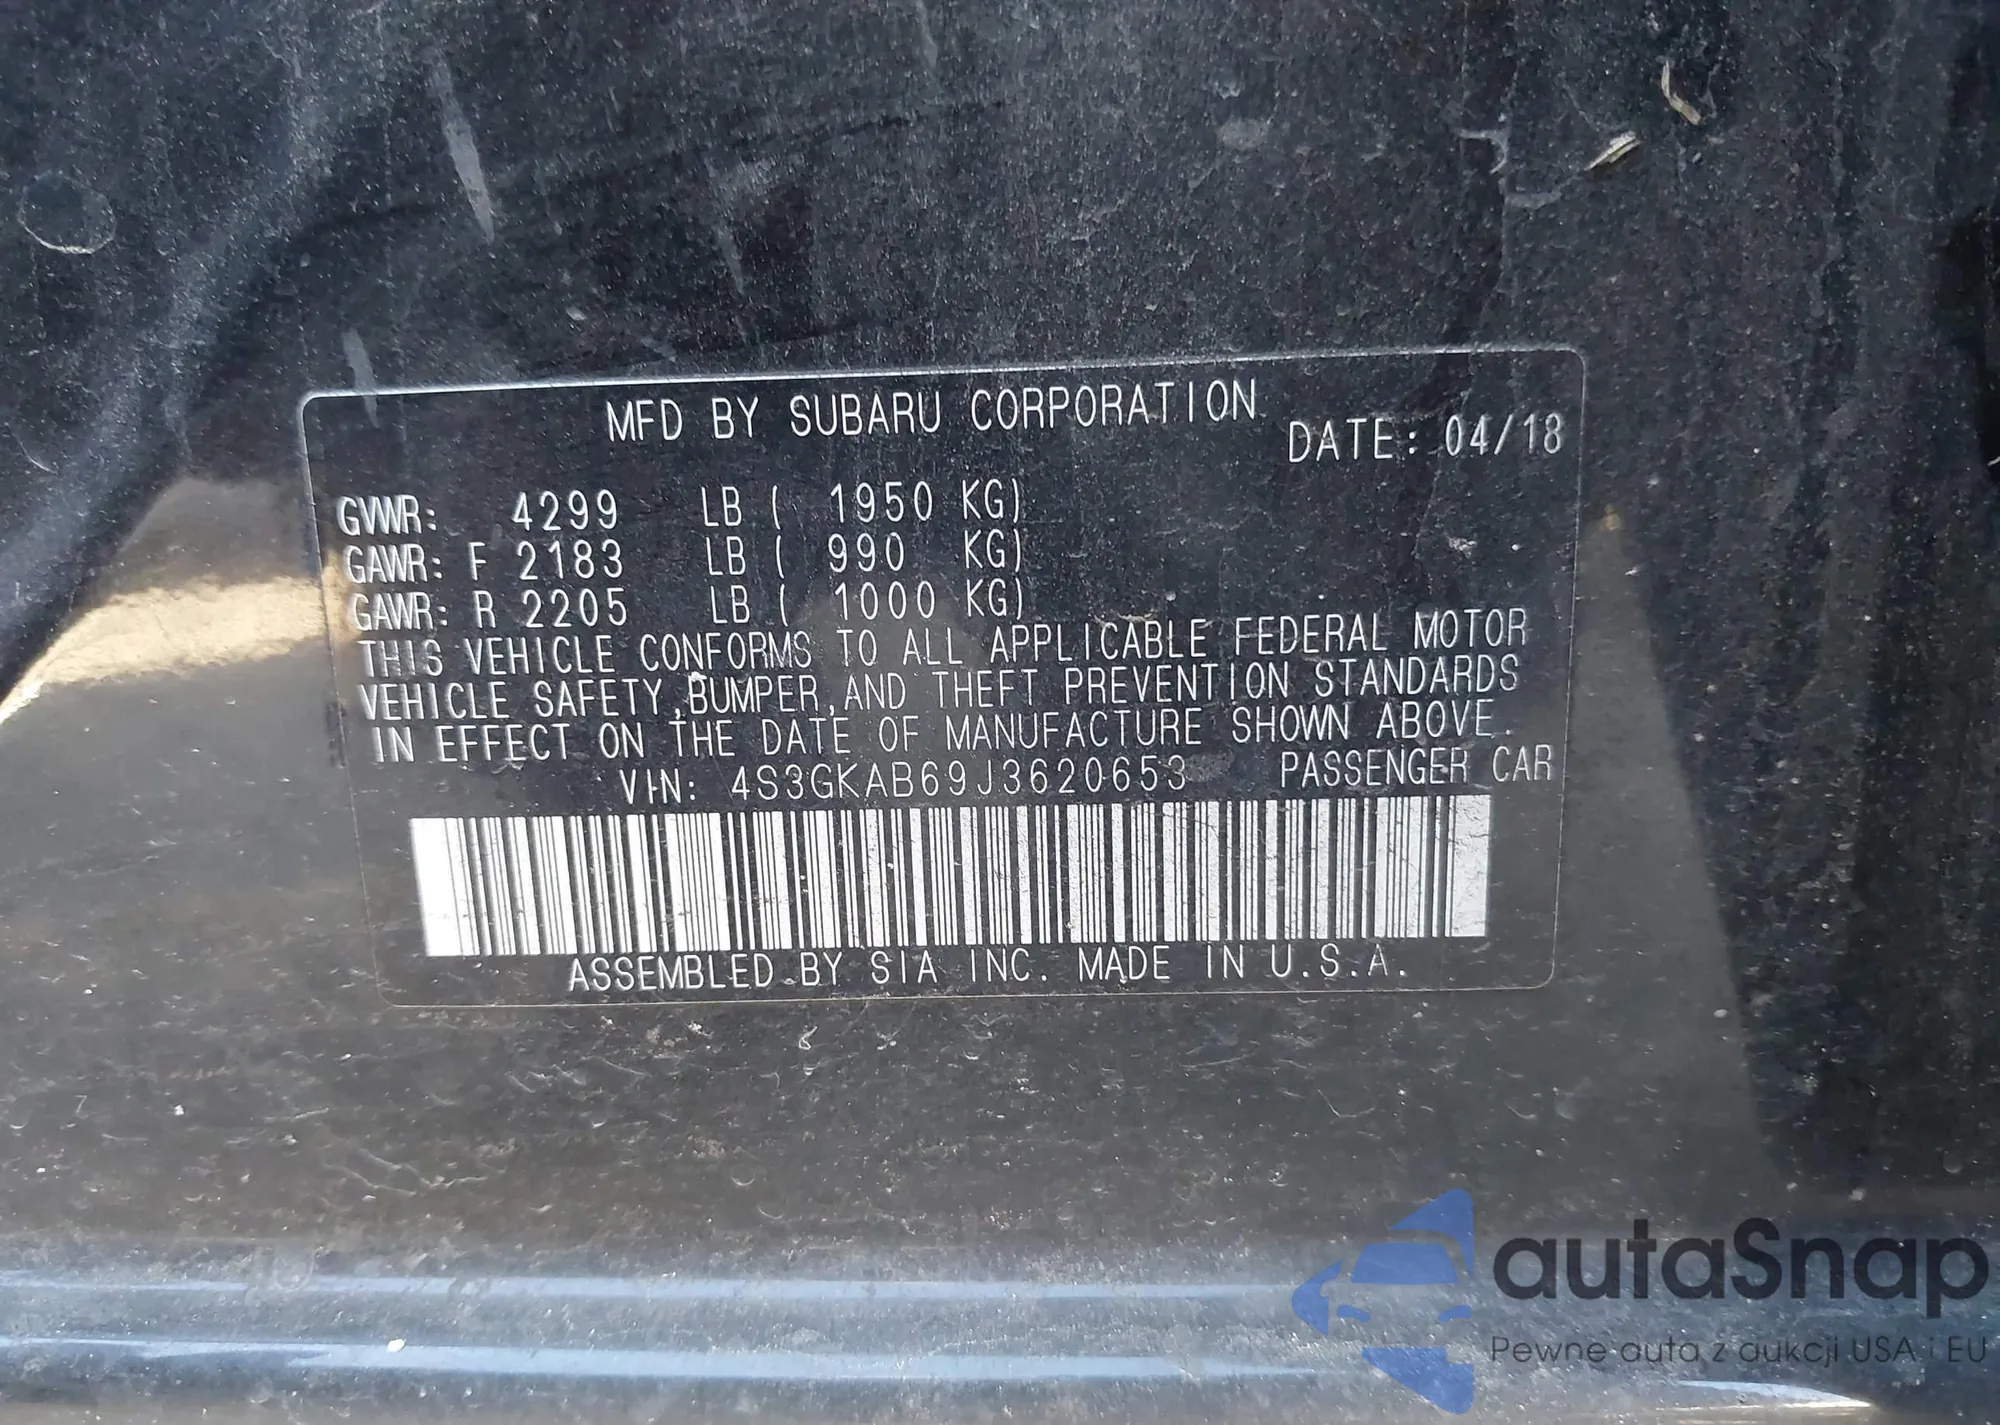 MFD BY SUBARU CORPORATION
DATE: 04/18
GVWR: 4299 LB ( 1950 KG)
GAWR: F 2183 LB ( 990 KG)
GAWR: R 2205 LB ( 1000 KG)
THIS VEHICLE CONFORMS TO ALL APPLICABLE FEDERAL MOTOR
VEHICLE SAFETY,BUMPER,AND THEFT PREVENTION STANDARDS
IN EFFECT ON THE DATE OF MANUFACTURE SHOWN ABOVE.
VIN: 4S3GKAB69J3620653 PASSENGER CAR
ASSEMBLED BY SIA INC. MADE IN U.S.A.
autaSnap
Pewne auta z aukcji USA i EU